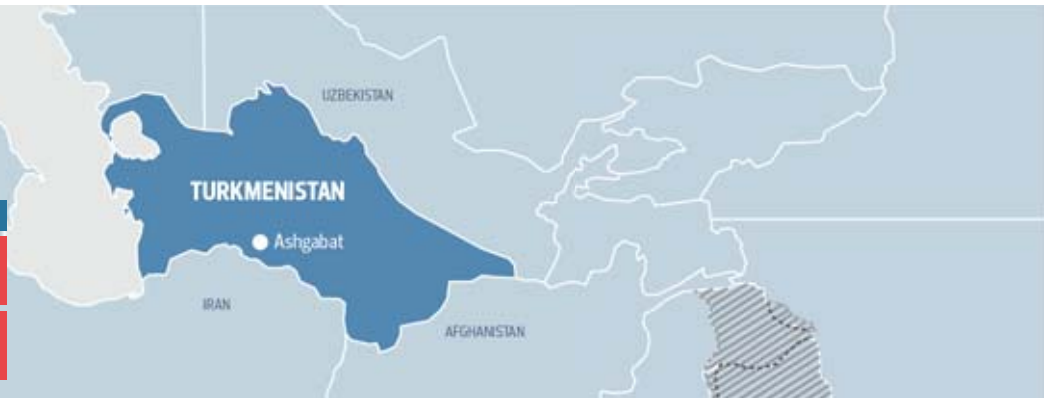 UZBEKISTAN
TURKMENISTAN
Ashgabat
IRAN
AFGHANISTAN